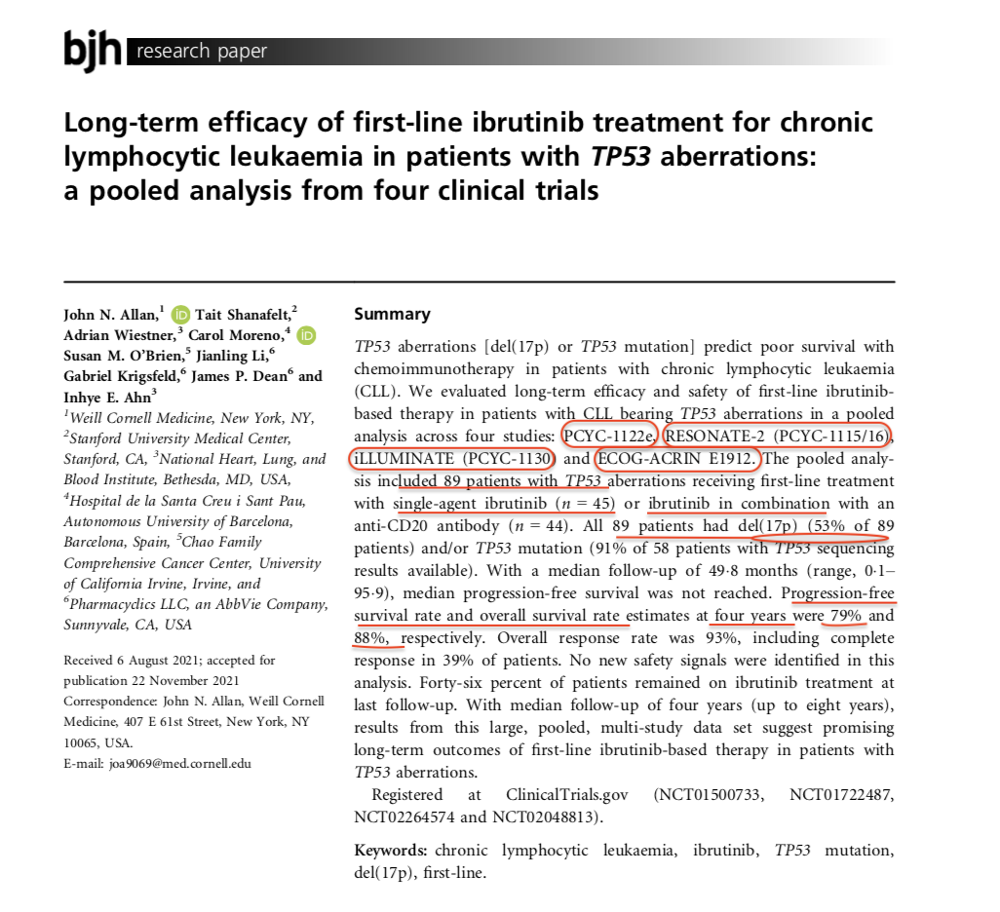 bjh research paper
Long-term efficacy of first-line ibrutinib treatment for chronic
lymphocytic leukaemia in patients with TP53 aberrations:
a pooled analysis from four clinical trials
John N. Allan,1 iD Tait Shanafelt,2
Adrian Wiestner,3 Carol Moreno,4 iD
Susan M. O'Brien,5 Jianling Li,6
Gabriel Krigsfeld,6 James P. Dean6 and
Inhye E. Ahn3
1Weill Cornell Medicine, New York, NY,
2Stanford University Medical Center,
Stanford, CA, 3National Heart, Lung, and
Blood Institute, Bethesda, MD, USA,
4Hospital de la Santa Creu i Sant Pau,
Autonomous University of Barcelona,
Barcelona, Spain, 5Chao Family
Comprehensive Cancer Center, University
of California Irvine, Irvine, and
6Pharmacyclics LLC, an AbbVie Company,
Sunnyvale, CA, USA
Received 6 August 2021; accepted for
publication 22 November 2021
Correspondence: John N. Allan, Weill Cornell
Medicine, 407 E 61st Street, New York, NY
10065, USA.
E-mail: joa9069@med.cornell.edu
Summary
TP53 aberrations [del(17p) or TP53 mutation] predict poor survival with
chemoimmunotherapy in patients with chronic lymphocytic leukaemia
(CLL). We evaluated long-term efficacy and safety of first-line ibrutinib-
based therapy in patients with CLL bearing TP53 aberrations in a pooled
analysis across four studies: PCYC-1122e, RESONATE-2 (PCYC-1115/16),
iLLUMINATE (PCYC-1130) and ECOG-ACRIN E1912. The pooled analy-
sis included 89 patients with TP53 aberrations receiving first-line treatment
with single-agent ibrutinib (n = 45) or ibrutinib in combination with an
anti-CD20 antibody (n = 44). All 89 patients had del(17p) (53% of 89
patients) and/or TP53 mutation (91% of 58 patients with TP53 sequencing
results available). With a median follow-up of 49·8 months (range, 0·1–
95·9), median progression-free survival was not reached. Progression-free
survival rate and overall survival rate estimates at four years were 79% and
88%, respectively. Overall response rate was 93%, including complete
response in 39% of patients. No new safety signals were identified in this
analysis. Forty-six percent of patients remained on ibrutinib treatment at
last follow-up. With median follow-up of four years (up to eight years),
results from this large, pooled, multi-study data set suggest promising
long-term outcomes of first-line ibrutinib-based therapy in patients with
TP53 aberrations.
Registered at ClinicalTrials.gov (NCT01500733, NCT01722487,
NCT02264574 and NCT02048813).
Keywords: chronic lymphocytic leukaemia, ibrutinib, TP53 mutation,
del(17p), first-line.